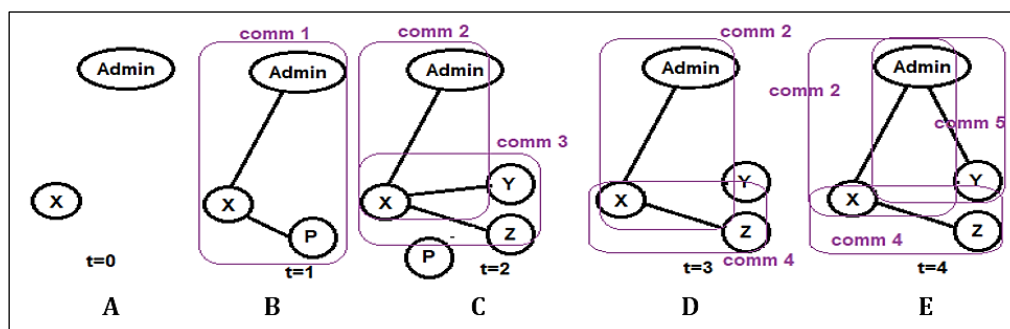 Admin
X
t=0
A
comm 1
Admin
X
P
t=1
B
comm 2
Admin
comm 3
X
Y
Z
P
t=2
C
comm 2
Admin
X
Y
Z
comm 4
t=3
D
comm 2
Admin
comm 5
X
Y
Z
comm 4
t=4
E